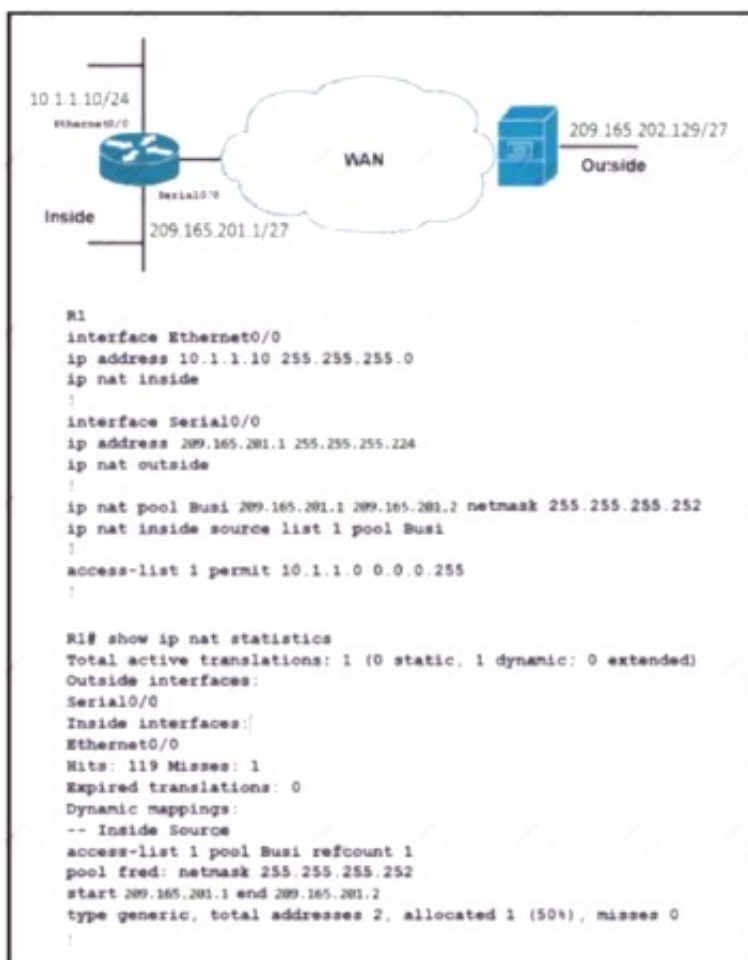 10.1.1.10/24
Ethernet0/0
WAN
209.165.202.129/27
Outside
Serial0/0
Inside
209.165.201.1/27
R1
interface Ethernet0/0
ip address 10.1.1.10 255.255.255.0
ip nat inside
!
interface Serial0/0
ip address 209.165.201.1 255.255.255.224
ip nat outside
!
ip nat pool Busi 209.165.201.1 209.165.201.2 netmask 255.255.255.252
ip nat inside source list 1 pool Busi
!
access-list 1 permit 10.1.1.0 0.0.0.255
!
R1# show ip nat statistics
Total active translations: 1 (0 static, 1 dynamic; 0 extended)
Outside interfaces:
Serial0/0
Inside interfaces:
Ethernet0/0
Hits: 119 Misses: 1
Expired translations: 0
Dynamic mappings:
-- Inside Source
access-list 1 pool Busi refcount 1
pool fred: netmask 255.255.255.252
start 209.165.201.1 end 209.165.201.2
type generic, total addresses 2, allocated 1 (50%), misses 0
!